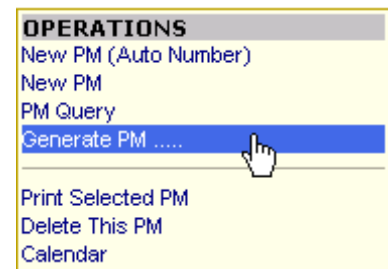 OPERATIONS
New PM (Auto Number)
New PM
PM Query
Generate PM .....
Print Selected PM
Delete This PM
Calendar